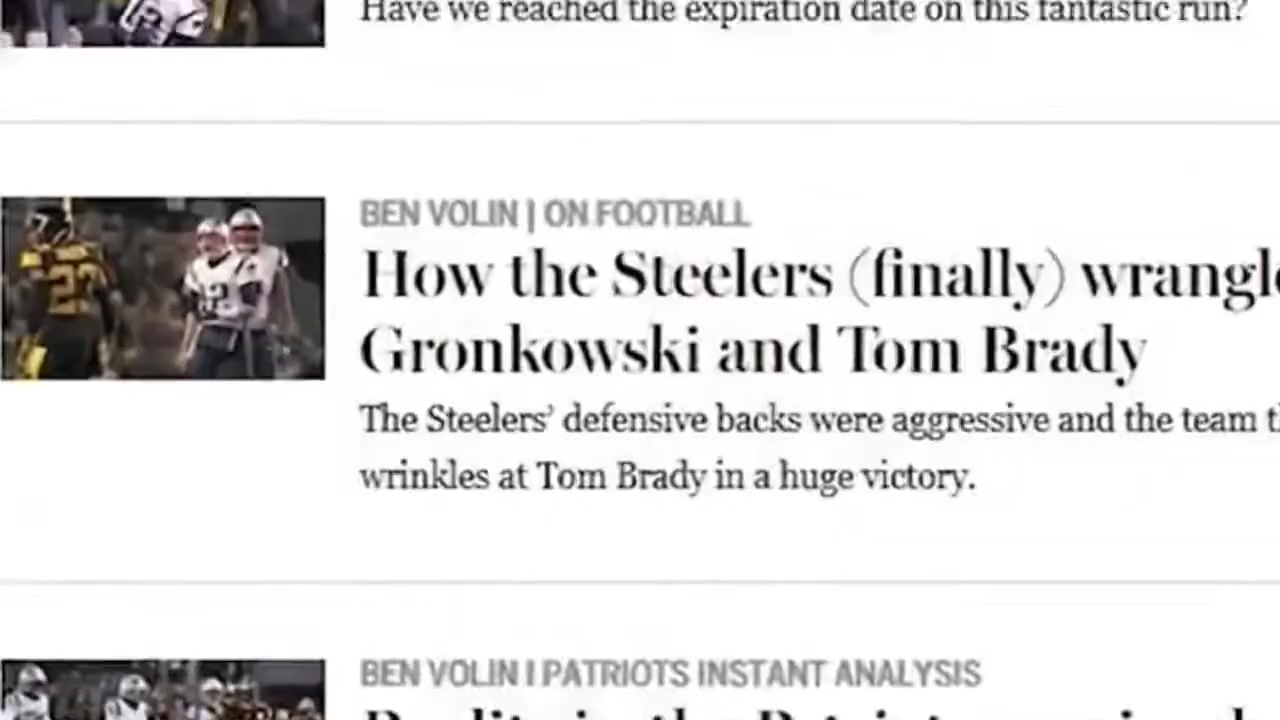 Have we reached the expiration date on this fantastic run?
BEN VOLIN | ON FOOTBALL
How the Steelers (finally) wrangle
Gronkowski and Tom Brady
The Steelers' defensive backs were aggressive and the team
wrinkles at Tom Brady in a huge victory.
BEN VOLIN | PATRIOTS INSTANT ANALYSIS